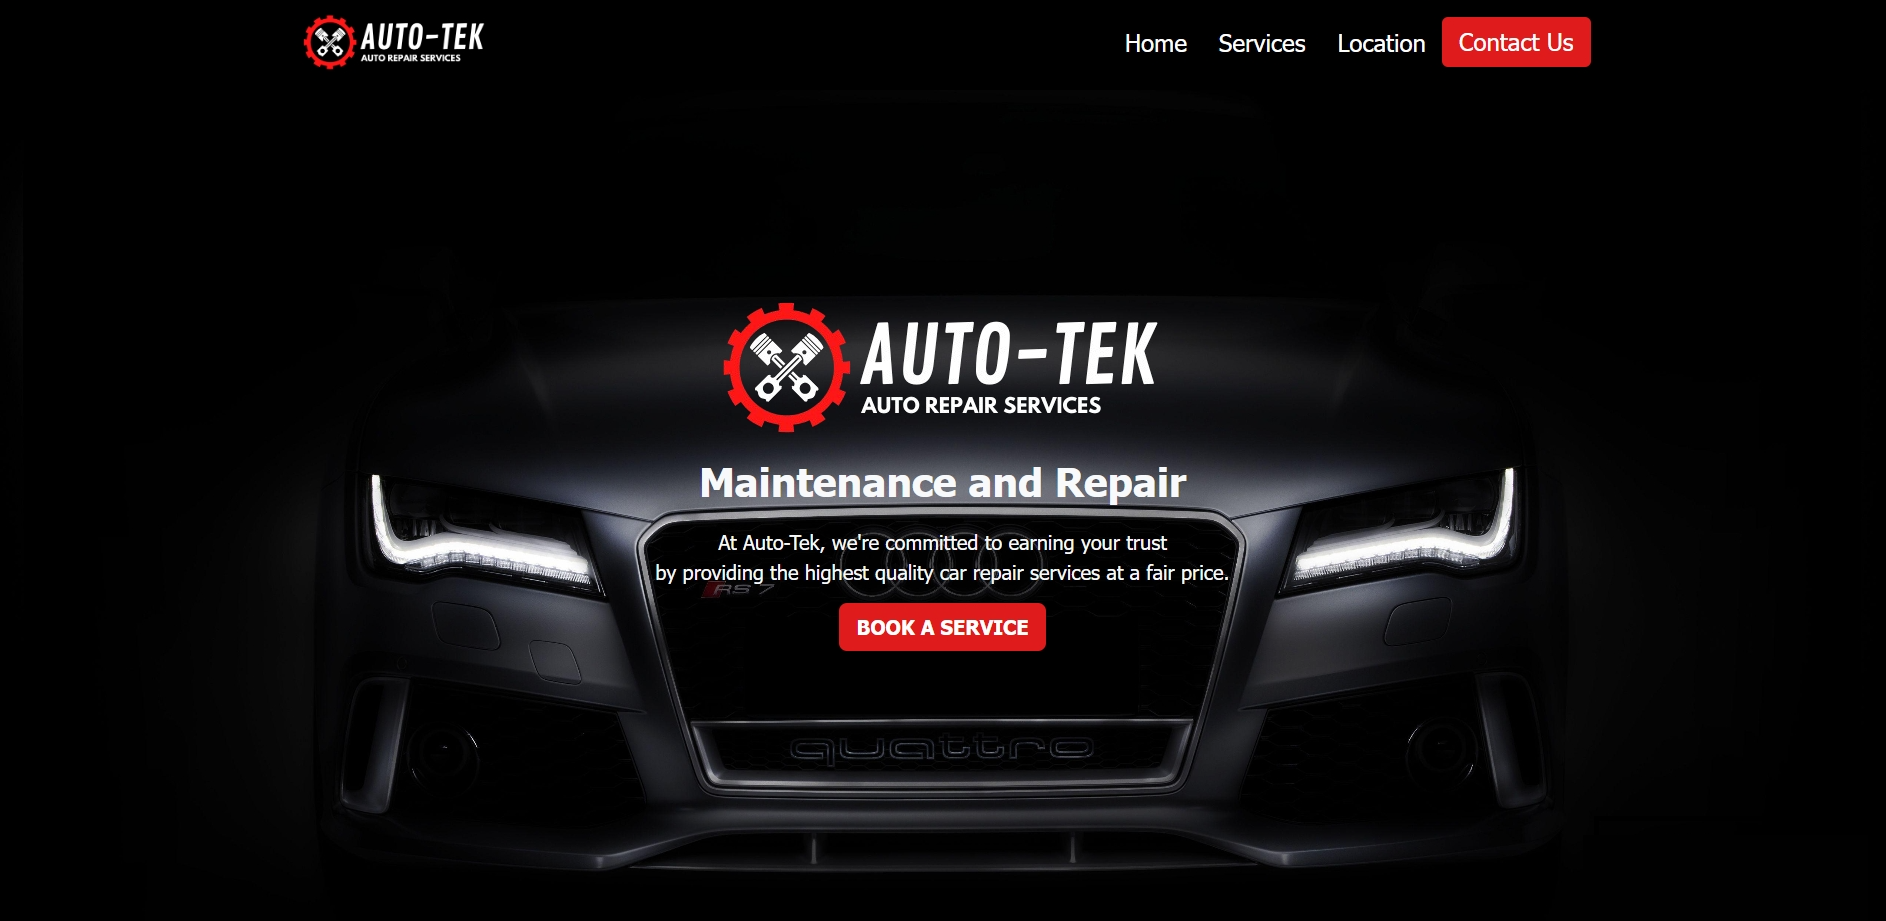 AUTO-TEK
AUTO REPAIR SERVICES
Home Services Location Contact Us
AUTO-TEK
AUTO REPAIR SERVICES
Maintenance and Repair
At Auto-Tek, we're committed to earning your trust
by providing the highest quality car repair services at a fair price.
RS 7
BOOK A SERVICE
quattro